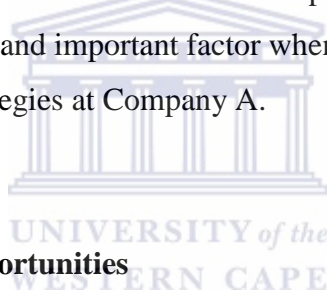 and important factor when
egies at Company A.
UNIVERSITY of the
ortunities
WESTERN CAPE